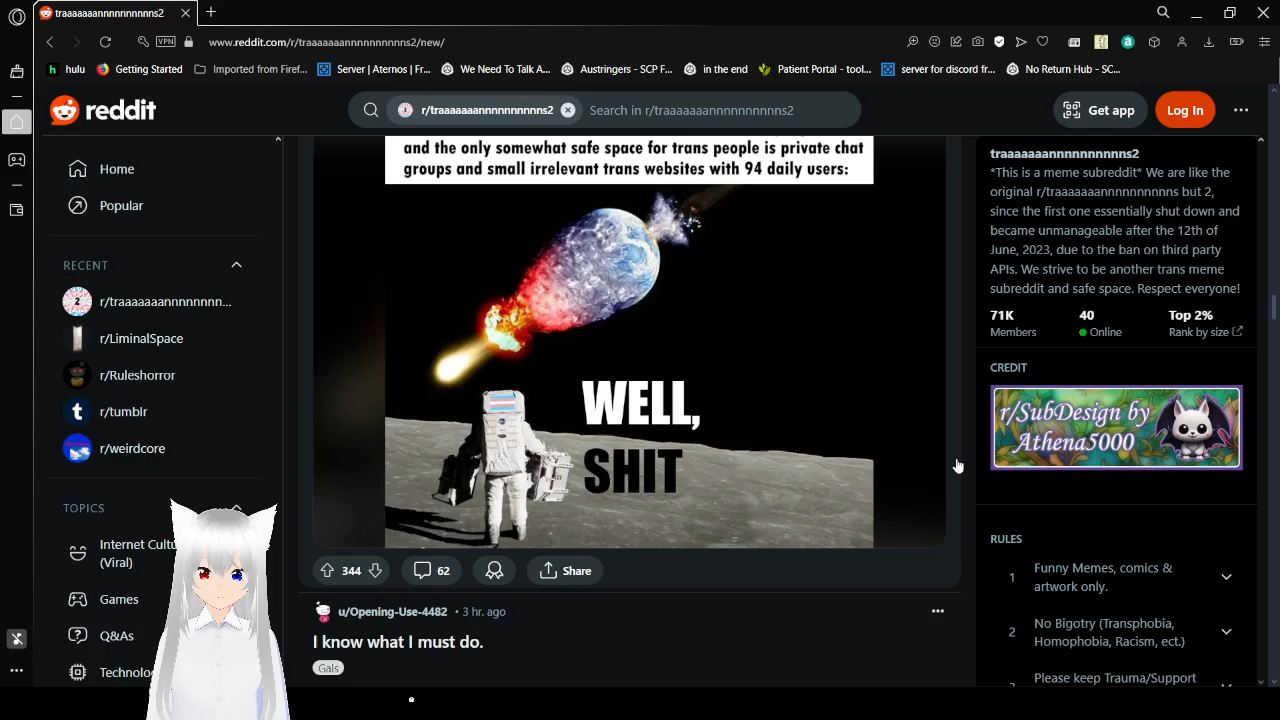 traaaaaaannnnnnnnnns2
VPN
www.reddit.com/r/traaaaaaannnnnnnnnns2/new/
hulu
Getting Started
Imported from Firef...
Server | Aternos | Fr...
We Need To Talk A...
Austringers - SCP F...
in the end
Patient Portal - tool...
server for discord fr...
No Return Hub - SC...
reddit
r/traaaaaaannnnnnnnnns2
Search in r/traaaaaaannnnnnnnnns2
Get app
Log In
Home
Popular
RECENT
r/traaaaaaannnnnnn...
r/LiminalSpace
r/Ruleshorror
r/tumblr
r/weirdcore
TOPICS
Internet Cultu
(Viral)
Games
Q&As
Technolo
and the only somewhat safe space for trans people is private chat
groups and small irrelevant trans websites with 94 daily users:
WELL,
SHIT
344
62
Share
u/Opening-Use-4482 • 3 hr. ago
I know what I must do.
Gals
traaaaaaannnnnnnnnns2
*This is a meme subreddit* We are like the
original r/traaaaaaannnnnnnnnns but 2,
since the first one essentially shut down and
became unmanageable after the 12th of
June, 2023, due to the ban on third party
APIs. We strive to be another trans meme
subreddit and safe space. Respect everyone!
71K
Members
40
Online
Top 2%
Rank by size
CREDIT
r/SubDesign by
Athena5000
RULES
1
Funny Memes, comics &
artwork only.
2
No Bigotry (Transphobia,
Homophobia, Racism, ect.)
Please keep Trauma/Support